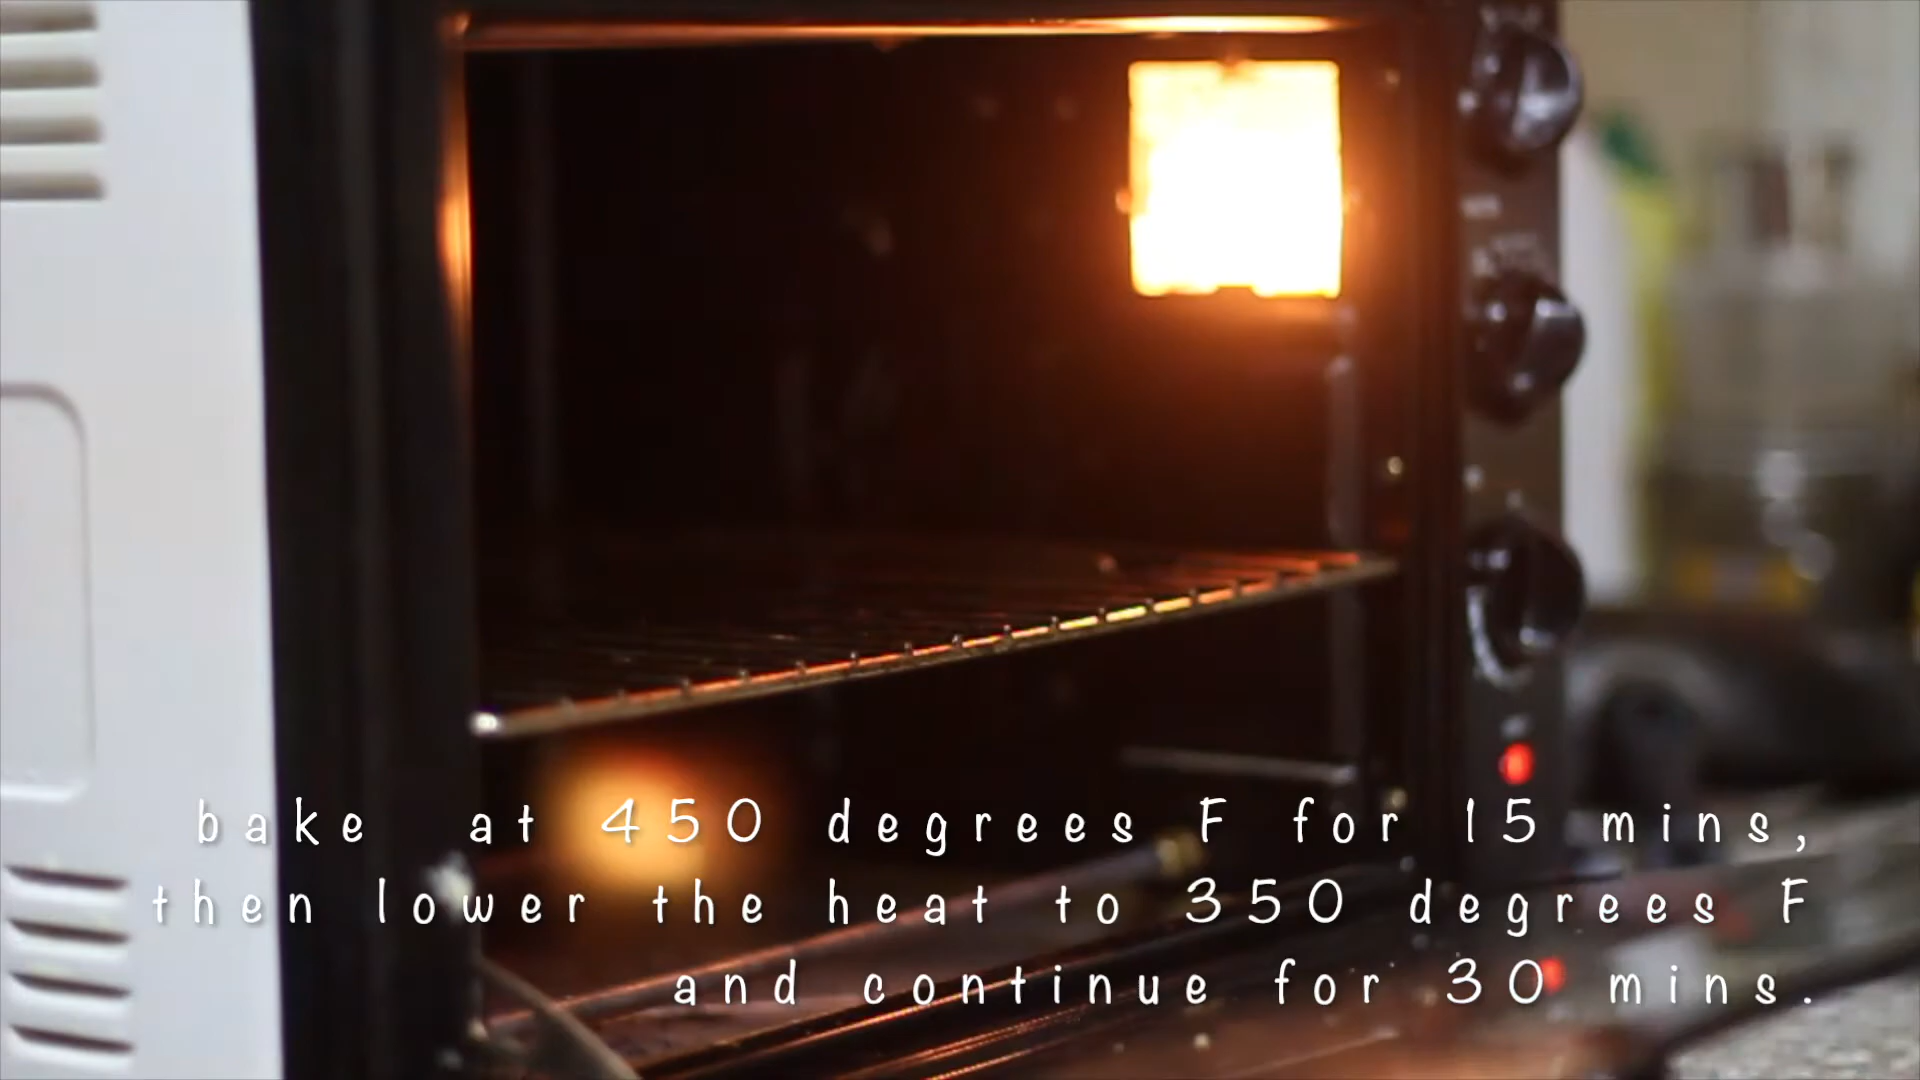 bake at 450 degrees F for 15 mins,
then lower the heat to 350 degrees F
and continue for 30 mins.